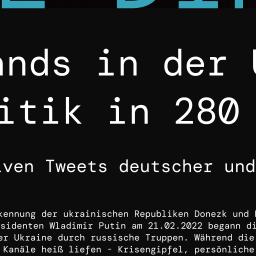 ands in der U
itik in 280
iven Tweets deutscher und
kennung der ukrainischen Republiken Donezk und
sidenten Wladimir Putin am 21.02.2022 begann di
er Ukraine durch russische Truppen. Während die
Kanäle heiß liefen - Krisengipfel, persönliche